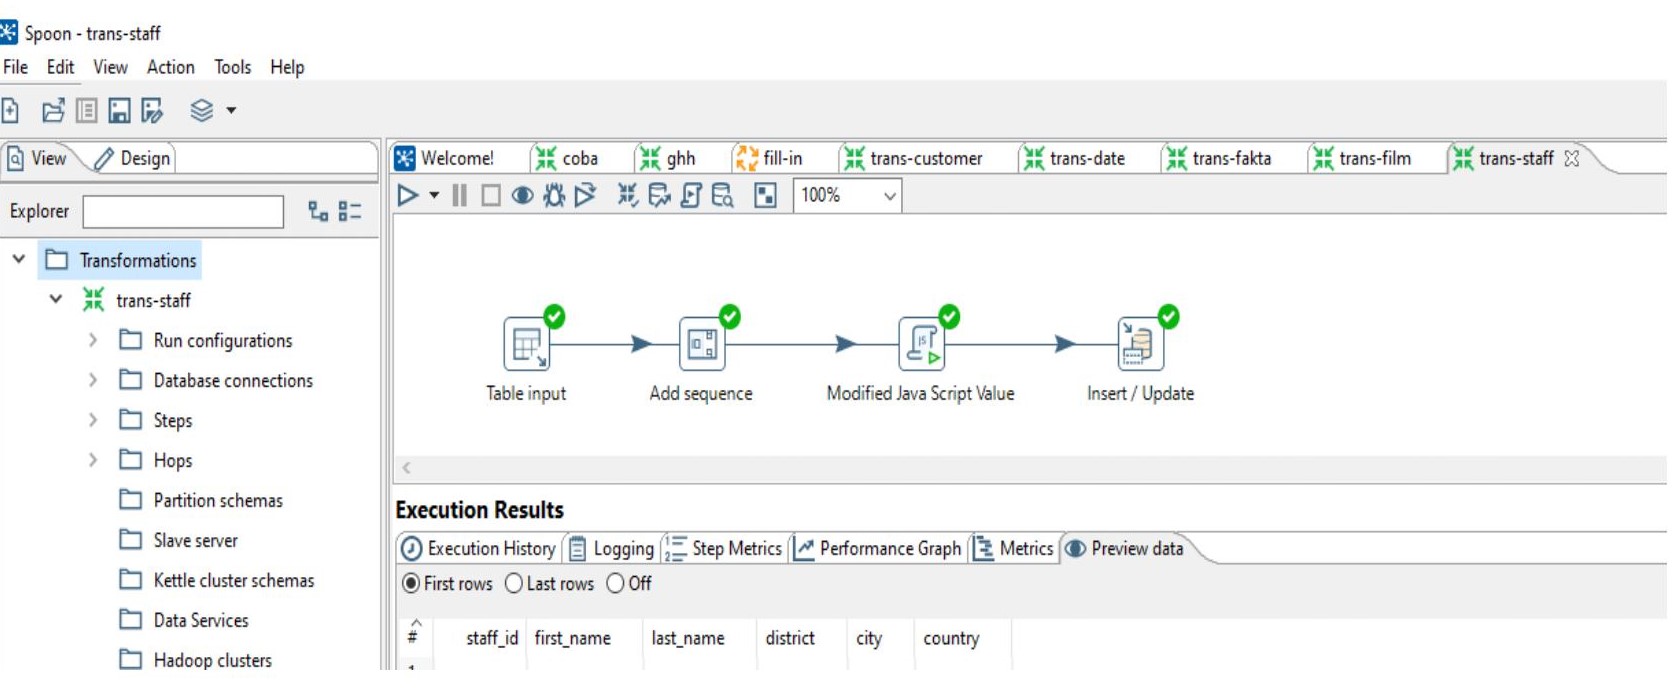 Spoon - trans-staff
File Edit View Action Tools Help
View Design
Welcome! coba ghh fill-in trans-customer trans-date trans-fakta trans-film trans-staff
100%
Explorer
Transformations
trans-staff
Run configurations
Database connections
Steps
Hops
Partition schemas
Slave server
Kettle cluster schemas
Data Services
Hadoop clusters
Table input Add sequence Modified Java Script Value Insert / Update
Execution Results
Execution History Logging Step Metrics Performance Graph Metrics Preview data
First rows Last rows Off
# staff_id first_name last_name district city country